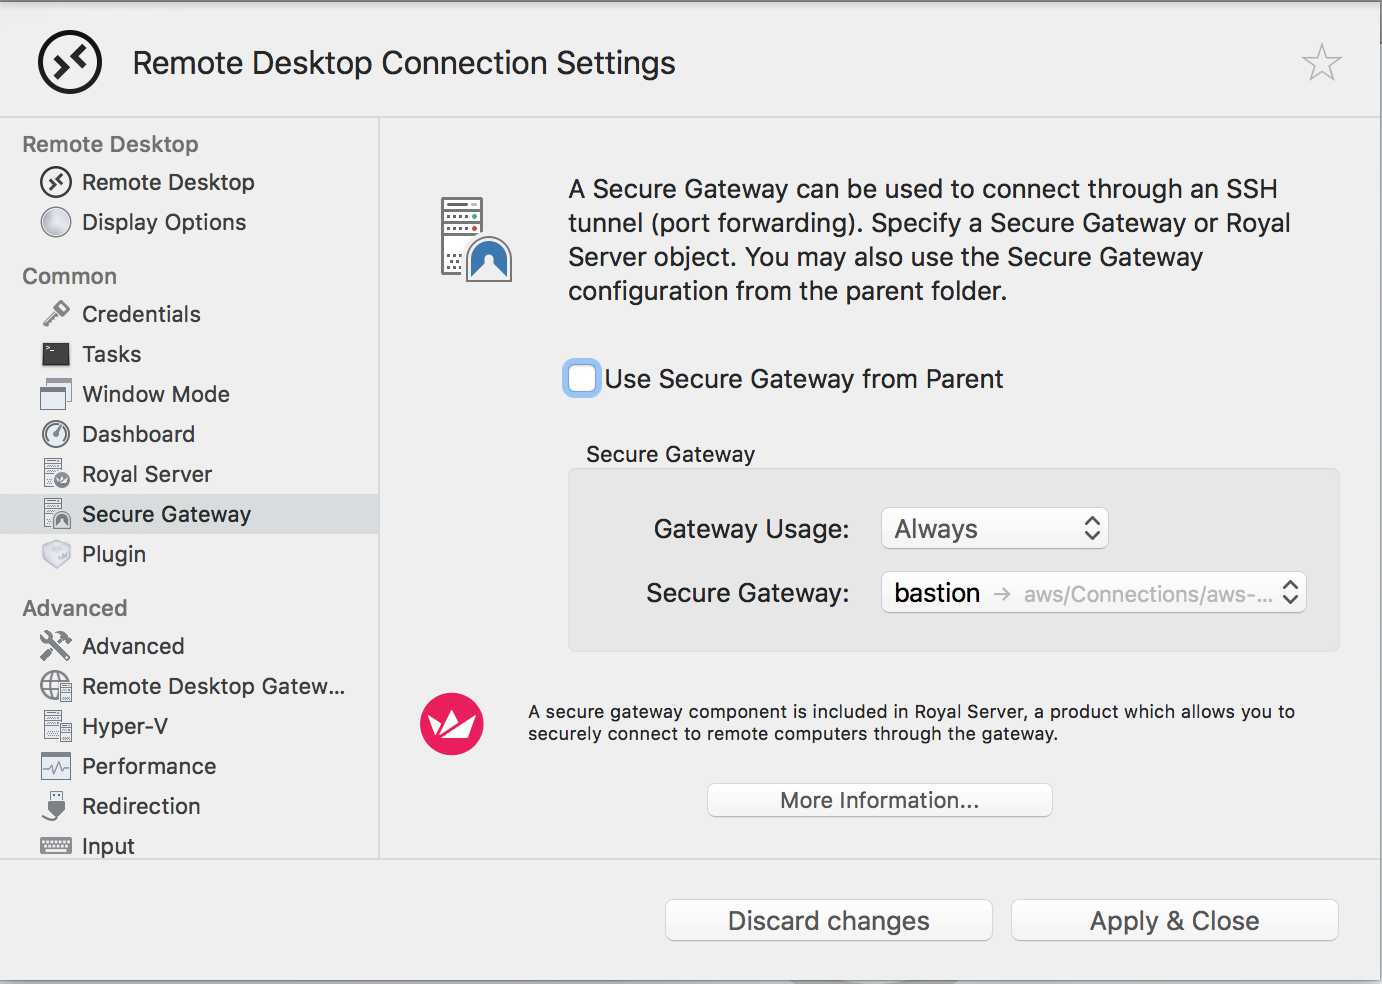 Remote Desktop Connection Settings
Remote Desktop
Remote Desktop
Display Options
Common
Credentials
Tasks
Window Mode
Dashboard
Royal Server
Secure Gateway
Plugin
Advanced
Advanced
Remote Desktop Gatew...
Hyper-V
Performance
Redirection
Input
A Secure Gateway can be used to connect through an SSH
tunnel (port forwarding). Specify a Secure Gateway or Royal
Server object. You may also use the Secure Gateway
configuration from the parent folder.
Use Secure Gateway from Parent
Secure Gateway
Gateway Usage: Always
Secure Gateway: bastion → aws/Connections/aws-...
A secure gateway component is included in Royal Server, a product which allows you to
securely connect to remote computers through the gateway.
More Information...
Discard changes
Apply & Close